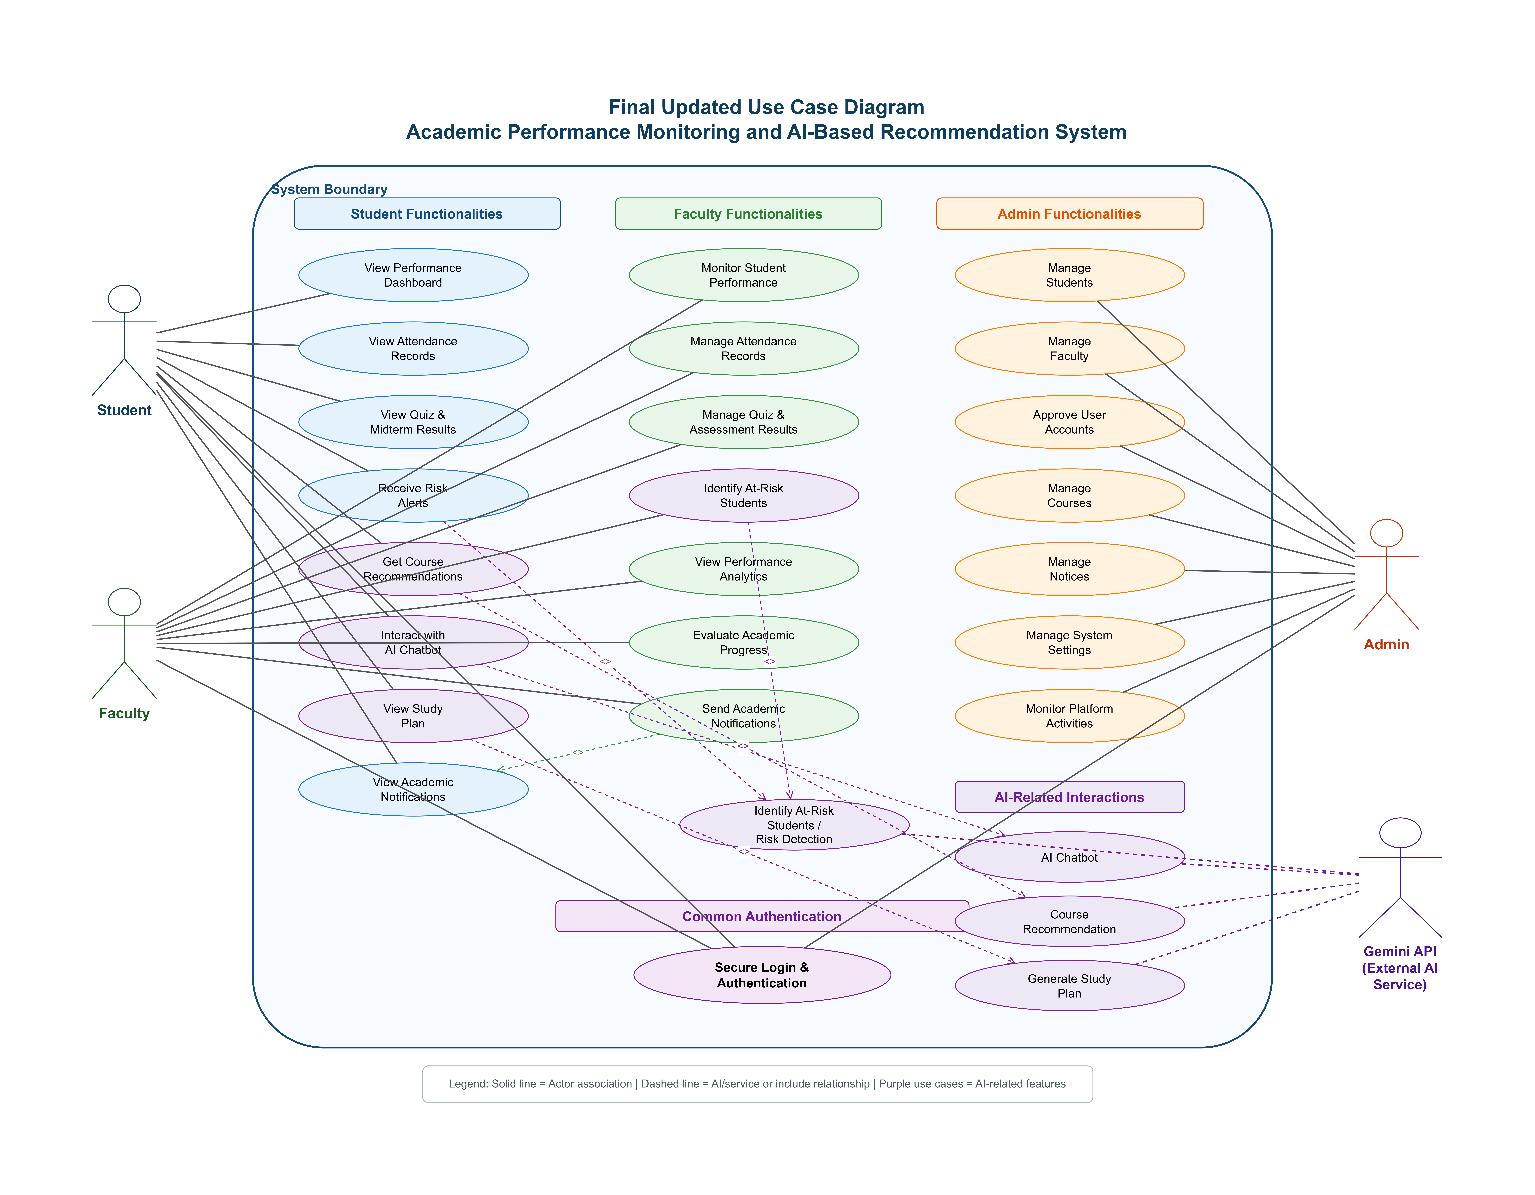 Final Updated Use Case Diagram
Academic Performance Monitoring and AI-Based Recommendation System
System Boundary
Student Functionalities
Faculty Functionalities
Admin Functionalities
View Performance
Dashboard
Monitor Student
Performance
Manage
Students
View Attendance
Records
Manage Attendance
Records
Manage
Faculty
View Quiz &
Midterm Results
Manage Quiz &
Assessment Results
Approve User
Accounts
Student
Receive Risk
Alerts
Identify At-Risk
Students
Manage
Courses
Get Course
Recommendations
View Performance
Analytics
Manage
Notices
Interact with
AI Chatbot
Evaluate Academic
Progress
Manage System
Settings
Admin
<>
<>
View Study
Plan
Send Academic
Notifications
Monitor Platform
Activities
Faculty
<>
<>
View Academic
Notifications
AI-Related Interactions
Identify At-Risk
Students /
Risk Detection
<>
AI Chatbot
Common Authentication
Course
Recommendation
Secure Login &
Authentication
Generate Study
Plan
Gemini API
(External AI
Service)
Legend: Solid line = Actor association | Dashed line = AI/service or include relationship | Purple use cases = AI-related features